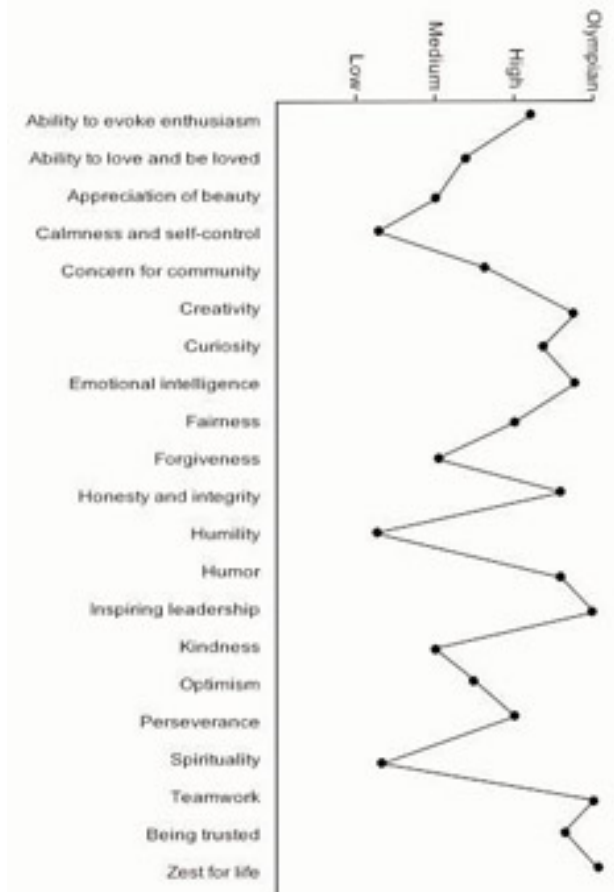 Low
Medium
High
Olympian
Ability to evoke enthusiasm
Ability to love and be loved
Appreciation of beauty
Calmness and self-control
Concern for community
Creativity
Curiosity
Emotional intelligence
Fairness
Forgiveness
Honesty and integrity
Humility
Humor
Inspiring leadership
Kindness
Optimism
Perseverance
Spirituality
Teamwork
Being trusted
Zest for life